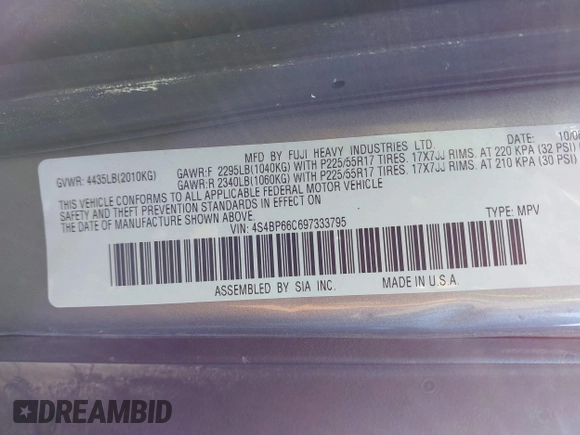 MFD BY FUJI HEAVY INDUSTRIES LTD. DATE: 10/0
GVWR: 4435LB(2010KG) GAWR:F 2295LB(1040KG) WITH P225/55R17 TIRES. 17X7JJ RIMS. AT 220 KPA (32 PSI)
GAWR:R 2340LB(1060KG) WITH P225/55R17 TIRES. 17X7JJ RIMS. AT 210 KPA (30 PSI)
THIS VEHICLE CONFORMS TO ALL APPLICABLE FEDERAL MOTOR VEHICLE
SAFETY AND THEFT PREVENTION STANDARDS IN EFFECT ON
THE DATE OF MANUFACTURE SHOWN ABOVE.
VIN: 4S4BP66C697333795 TYPE: MPV
ASSEMBLED BY SIA INC. MADE IN U.S.A.
DREAMBID